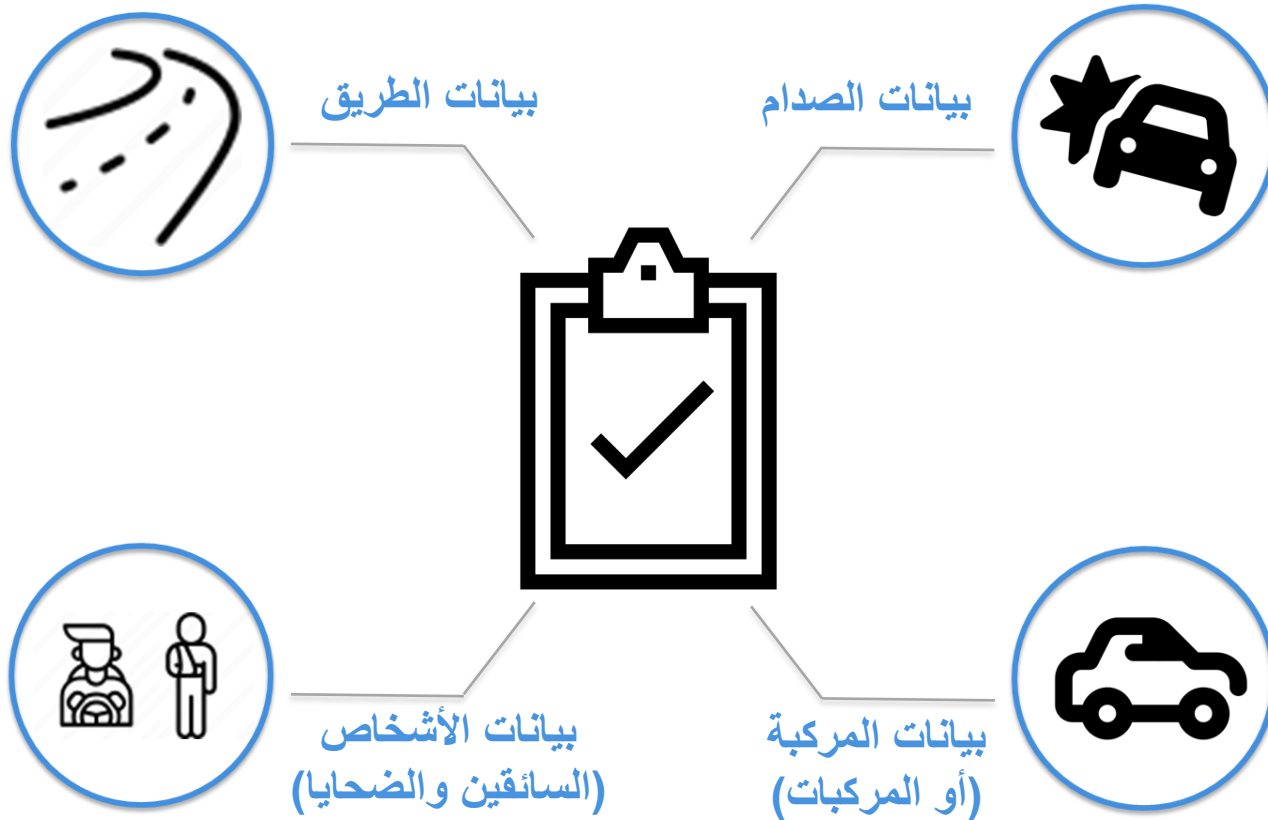 بيانات الصدام
بيانات الطريق
بيانات المركبة
(أو المركبات)
بيانات الأشخاص
(السائقين والضحايا)